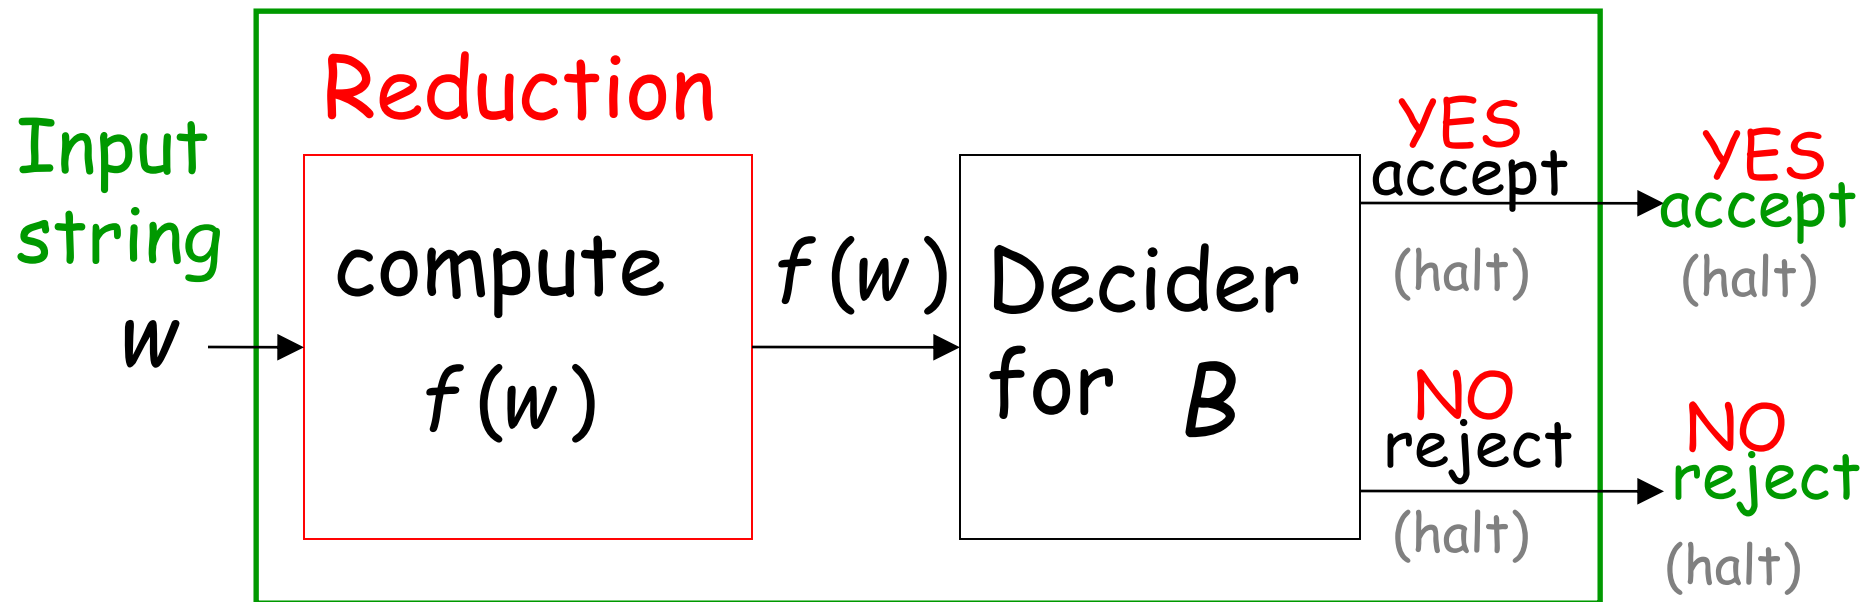 Reduction
Input
string
w
compute
f(w)
f(w)
Decider
for B
YES
accept
(halt)
NO
reject
(halt)
YES
accept
(halt)
NO
reject
(halt)